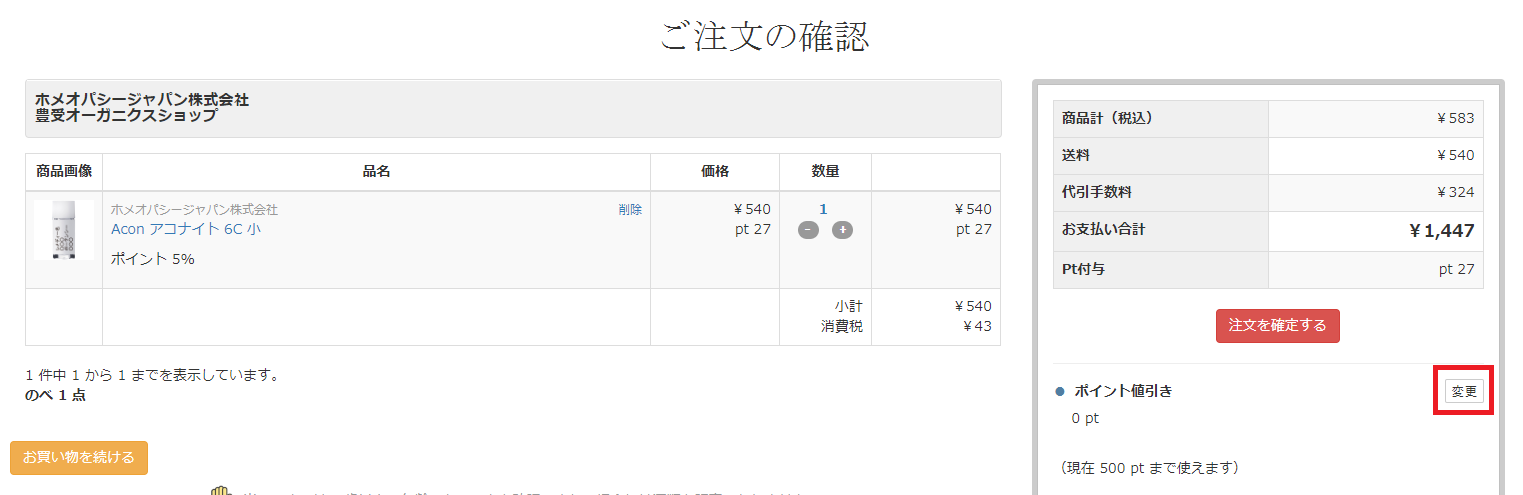 ご注文の確認
ホメオパシージャパン株式会社
豊受オーガニクスショップ
商品画像 品名 価格 数量
ホメオパシージャパン株式会社 削除 ￥540 1 ￥540
Acon アコナイト 6C 小 pt 27 － ＋ pt 27
ポイント 5%
小計 ￥540
消費税 ￥43
1 件中 1 から 1 までを表示しています。
のべ 1 点
お買い物を続ける
商品計（税込） ￥583
送料 ￥540
代引手数料 ￥324
お支払い合計 ￥1,447
Pt付与 pt 27
注文を確定する
ポイント値引き 変更
0 pt
（現在 500 pt まで使えます）